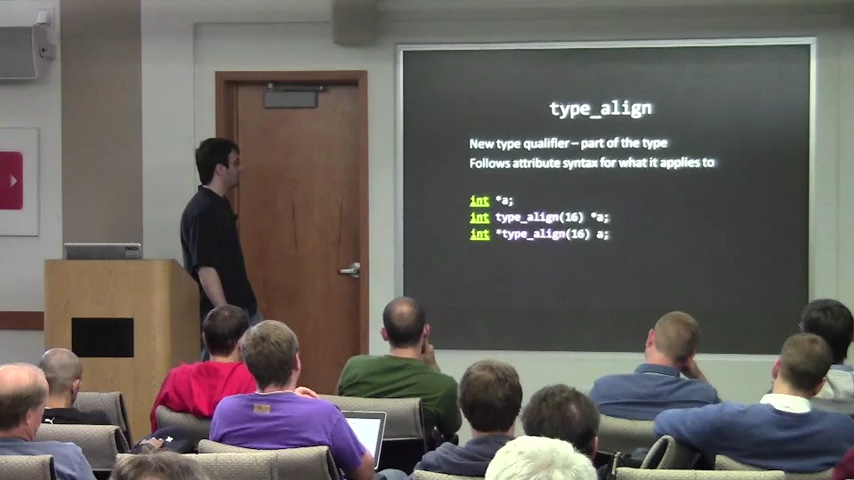 type_align
New type qualifier – part of the type
Follows attribute syntax for what it applies to
int *a;
int type_align(16) *a;
int *type_align(16) a;